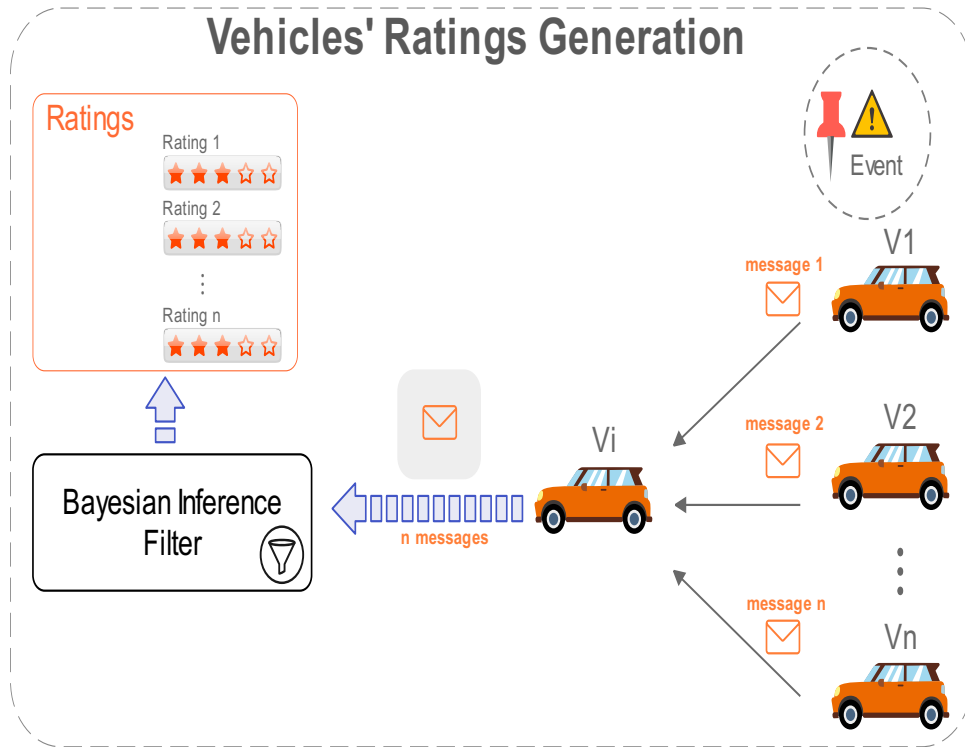 Vehicles' Ratings Generation
Ratings
Rating 1
Rating 2
Rating n
Event
V1
message 1
V2
message 2
Vi
Bayesian Inference
Filter
n messages
message n
Vn